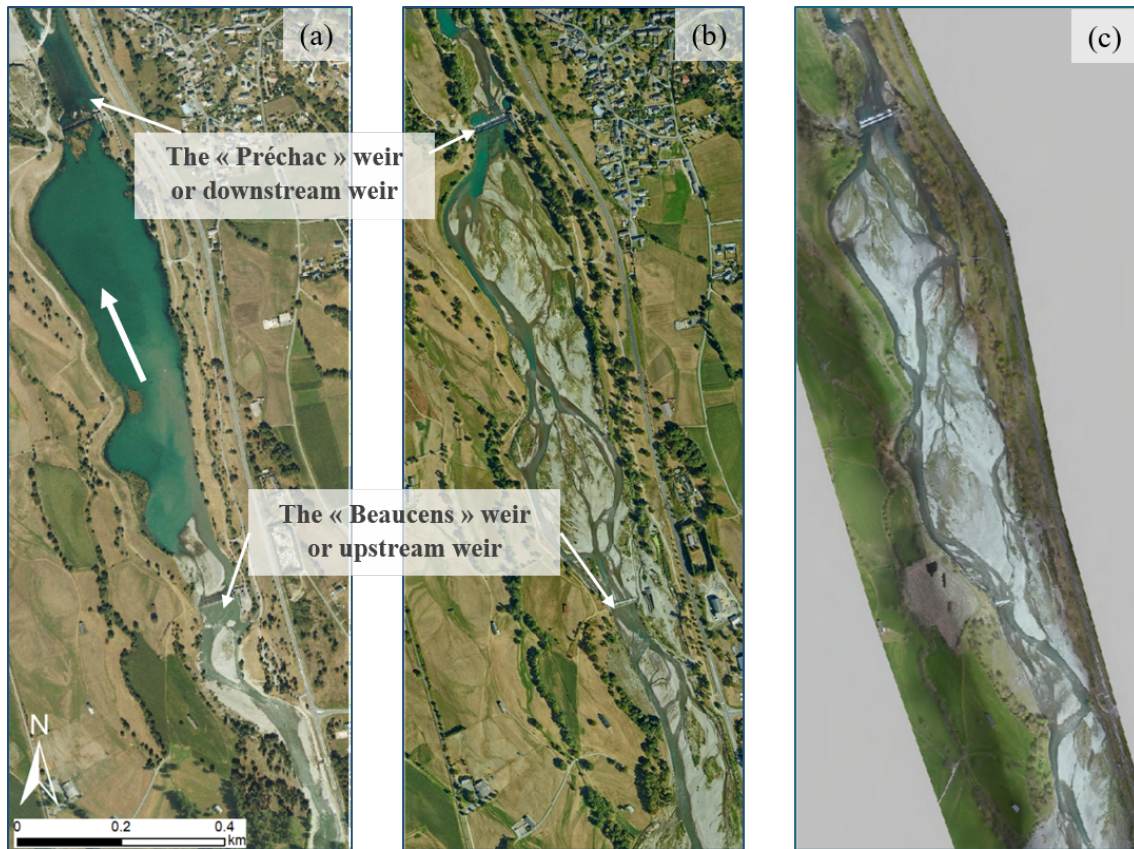 (a)
(b)
(c)
The « Préchac » weir
or downstream weir
The « Beaucens » weir
or upstream weir
N
0 0.2 0.4
km